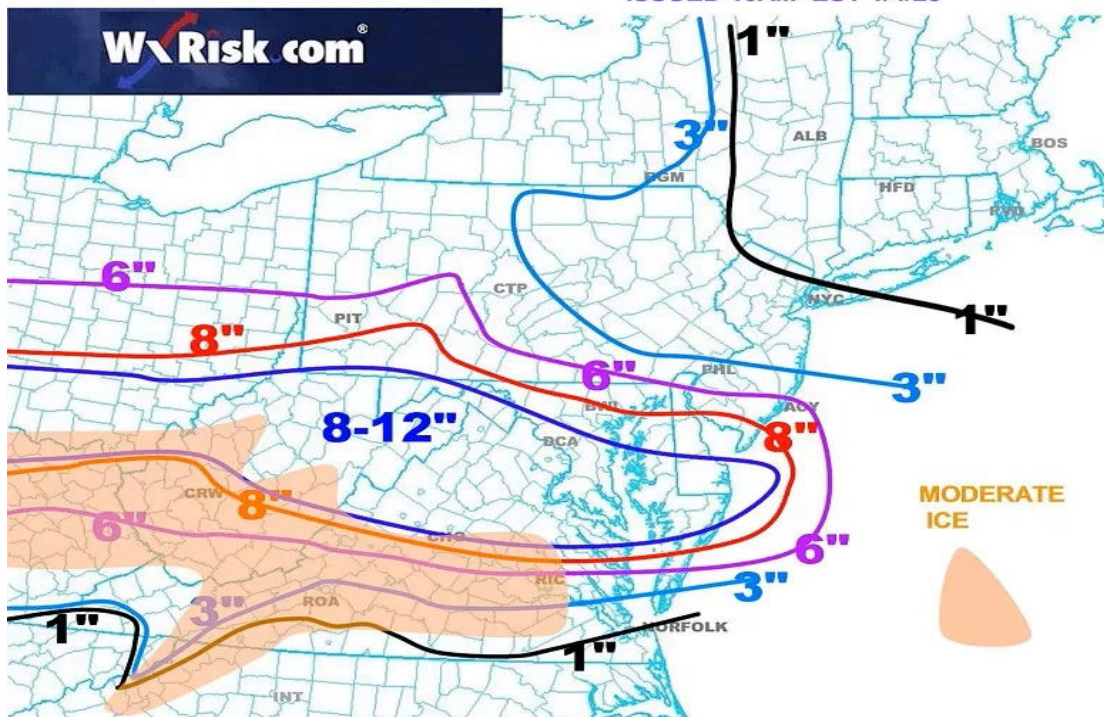 WxRisk.com®
1"
3"
ALB
BOS
BGM
HFD
PVD
6"
CTP
NYC
1"
PIT
8"
6"
PHL
3"
BWI
ACY
8-12"
DCA
8"
CRW
8"
MODERATE
ICE
6"
CHO
6"
RIC
3"
3"
ROA
1"
NORFOLK
1"
INT